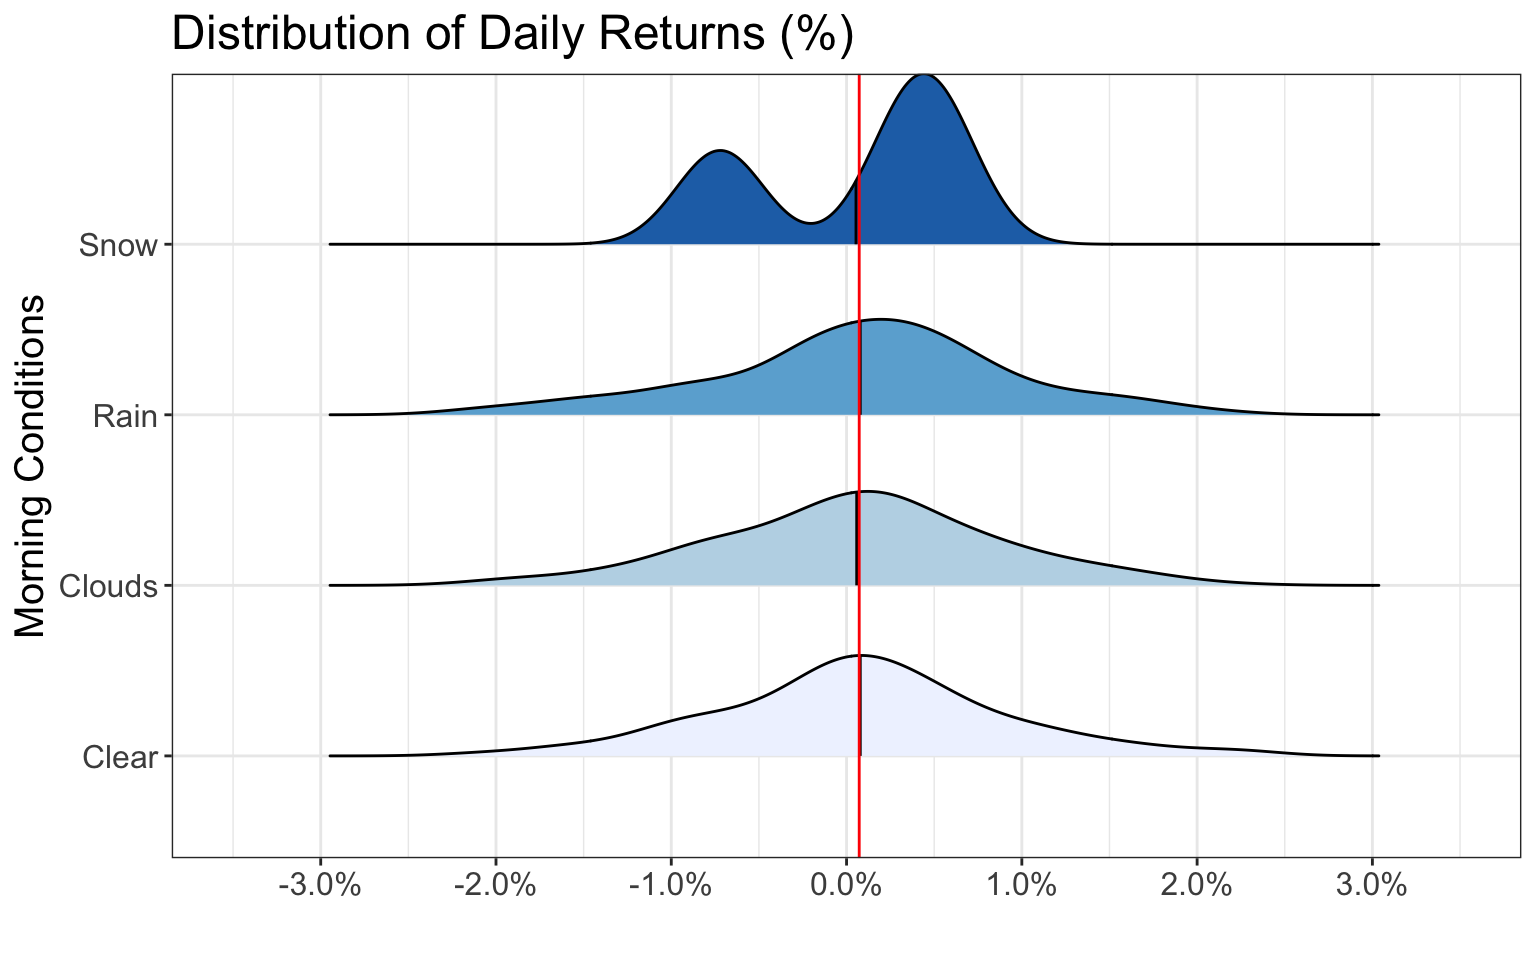 Distribution of Daily Returns (%)
Morning Conditions
Snow
Rain
Clouds
Clear
-3.0%
-2.0%
-1.0%
0.0%
1.0%
2.0%
3.0%